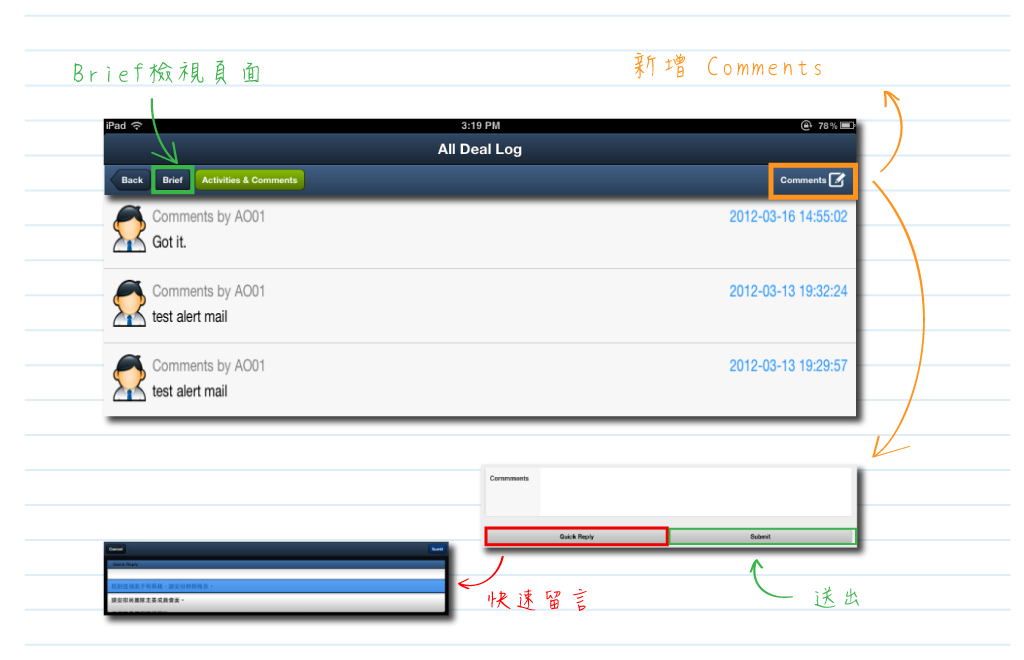 Brief檢視頁面
新增 Comments
iPad
3:19 PM
78%
All Deal Log
Back
Brief
Activities & Comments
Comments
Comments by AO01
2012-03-16 14:55:02
Got it.
Comments by AO01
2012-03-13 19:32:24
test alert mail
Comments by AO01
2012-03-13 19:29:57
test alert mail
Commments
Quick Reply
Submit
Cancel
Sumit
Quick Reply
快速留言
送出